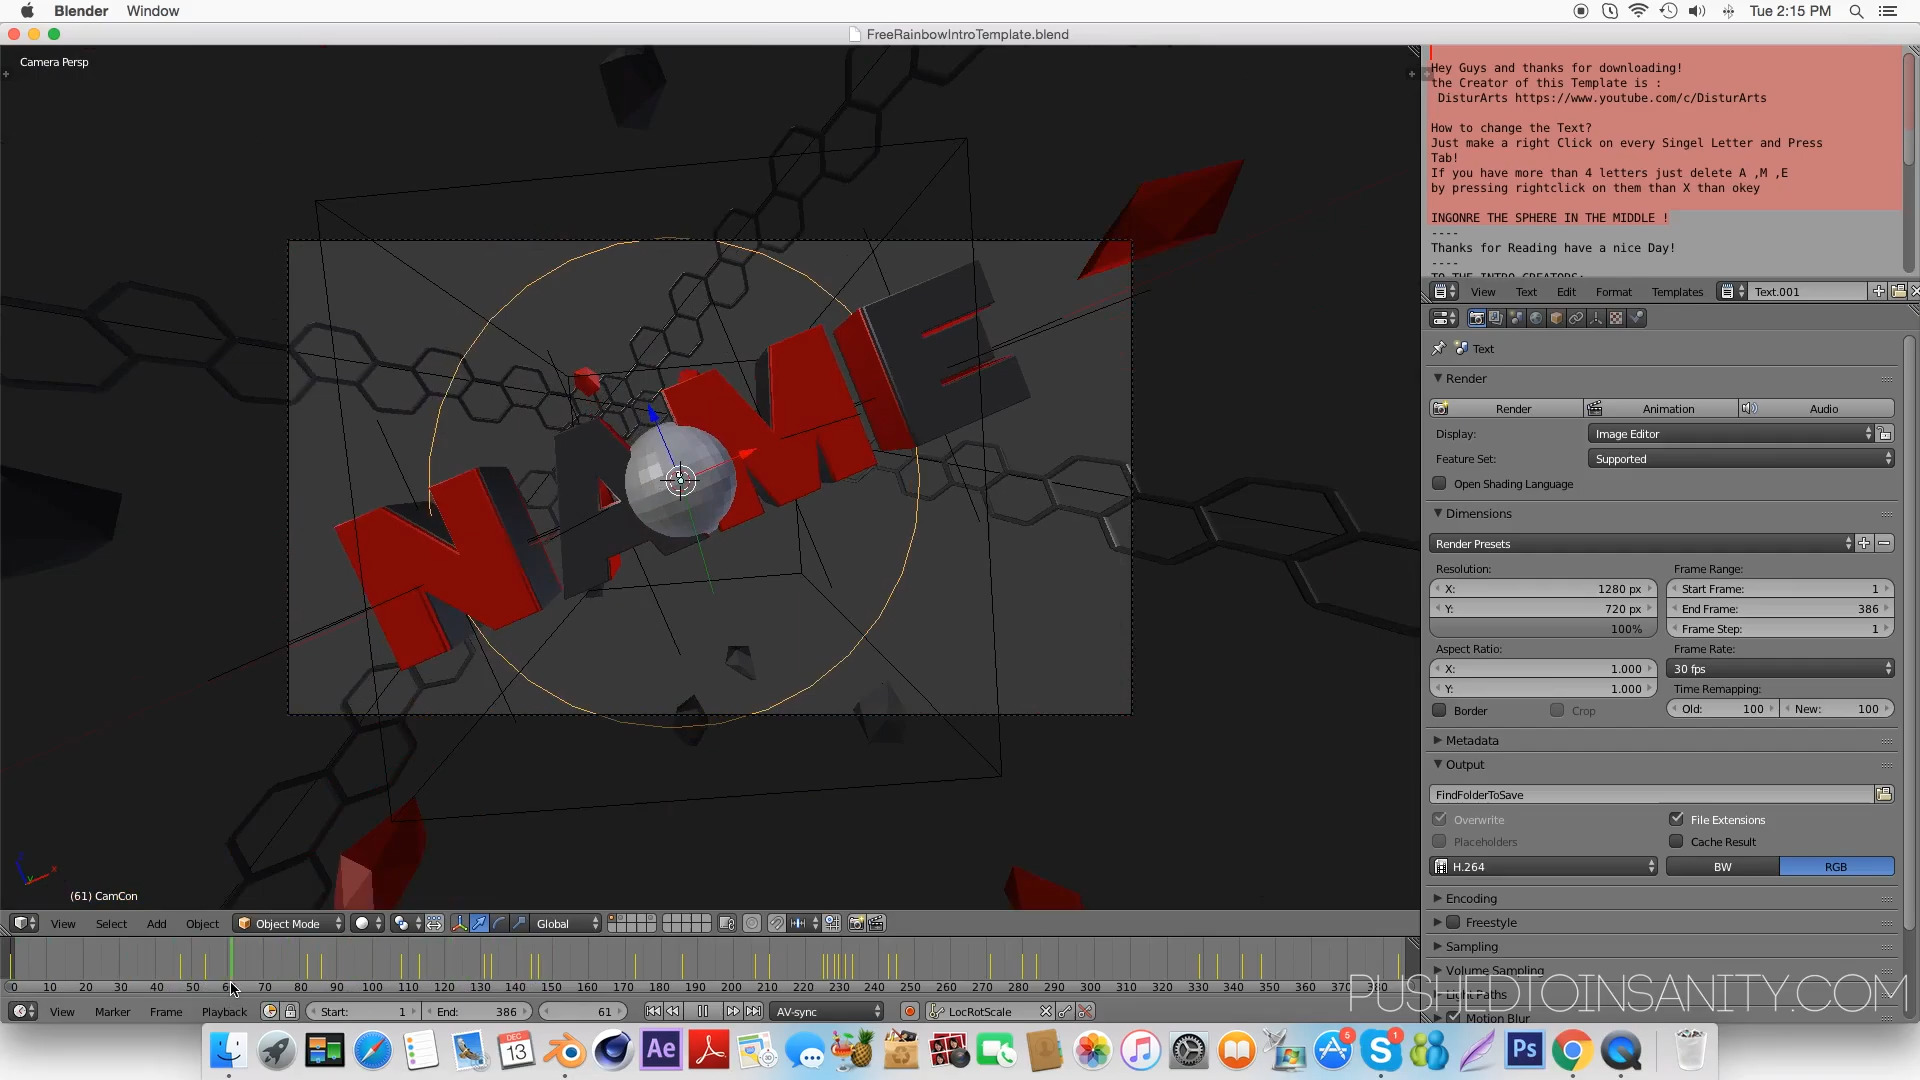 Blender Window
Tue 2:15 PM
FreeRainbowIntroTemplate.blend
Camera Persp
NAME
(61) CamCon
Hey Guys and thanks for downloading!
the Creator of this Template is :
DisturArts https://www.youtube.com/c/DisturArts
How to change the Text?
Just make a right Click on every Singel Letter and Press
Tab!
If you have more than 4 letters just delete A ,M ,E
by pressing rightclick on them than X than okey
INGONRE THE SPHERE IN THE MIDDLE !
----
Thanks for Reading have a nice Day!
----
TO THE INTRO CREATORS:
View Text Edit Format Templates Text.001
Text
Render
Render Animation Audio
Display: Image Editor
Feature Set: Supported
Open Shading Language
Dimensions
Render Presets
Resolution: Frame Range:
X: 1280 px Start Frame: 1
Y: 720 px End Frame: 386
100% Frame Step: 1
Aspect Ratio: Frame Rate:
X: 1.000 30 fps
Y: 1.000 Time Remapping:
Border Crop Old: 100 New: 100
Metadata
Output
FindFolderToSave
Overwrite File Extensions
Placeholders Cache Result
H.264 BW RGB
Encoding
Freestyle
Sampling
Volume Sampling
Light Paths
Motion Blur
PUSHEDTOINSANITY.COM
View Select Add Object Object Mode Global
0 10 20 30 40 50 70 80 90 100 110 120 130 140 150 160 170 180 190 200 210 220 230 240 250 260 270 280 290 300 310 320 330 340 350 360 370 380
View Marker Frame Playback Start: 1 End: 386 61 AV-sync LocRotScale
DEC
13
Ae
5
1
Ps